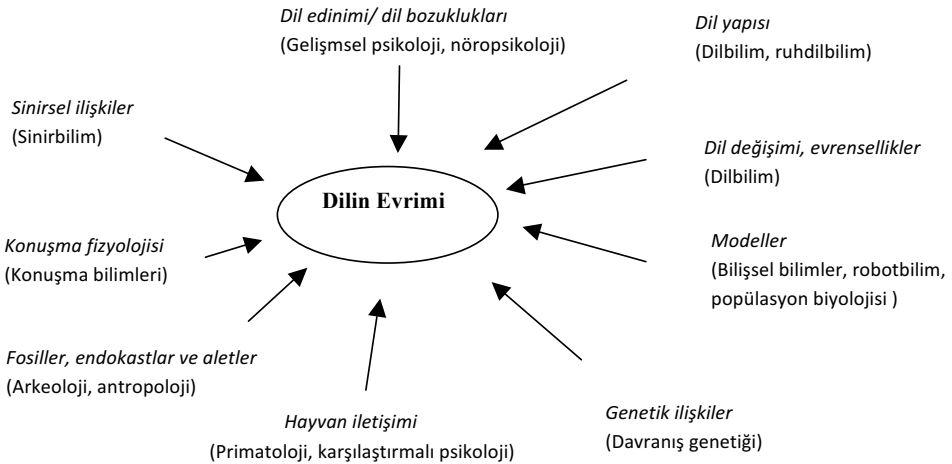 Dil edinimi/ dil bozuklukları
(Gelişmsel psikoloji, nöropsikoloji)
Dil yapısı
(Dilbilim, ruhdilbilim)
Sinirsel ilişkiler
(Sinirbilim)
Dil değişimi, evrensellikler
(Dilbilim)
Dilin Evrimi
Konuşma fizyolojisi
(Konuşma bilimleri)
Modeller
(Bilişsel bilimler, robotbilim,
popülasyon biyolojisi )
Fosiller, endokastlar ve aletler
(Arkeoloji, antropoloji)
Hayvan iletişimi
(Primatoloji, karşılaştırmalı psikoloji)
Genetik ilişkiler
(Davranış genetiği)